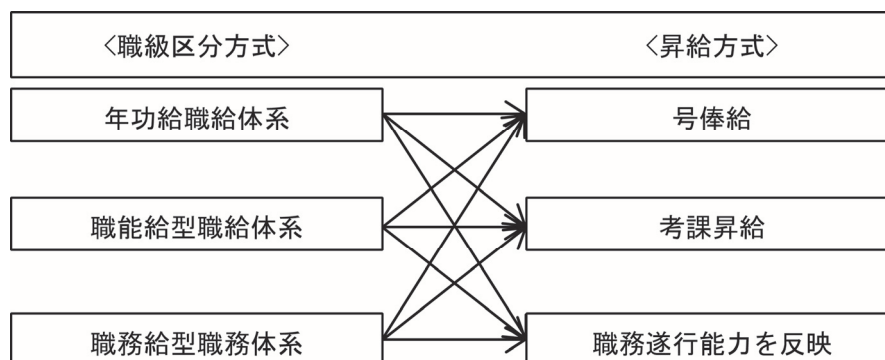 〈職級区分方式〉 〈昇給方式〉
年功給職給体系 号俸給
職能給型職給体系 考課昇給
職務給型職務体系 職務遂行能力を反映